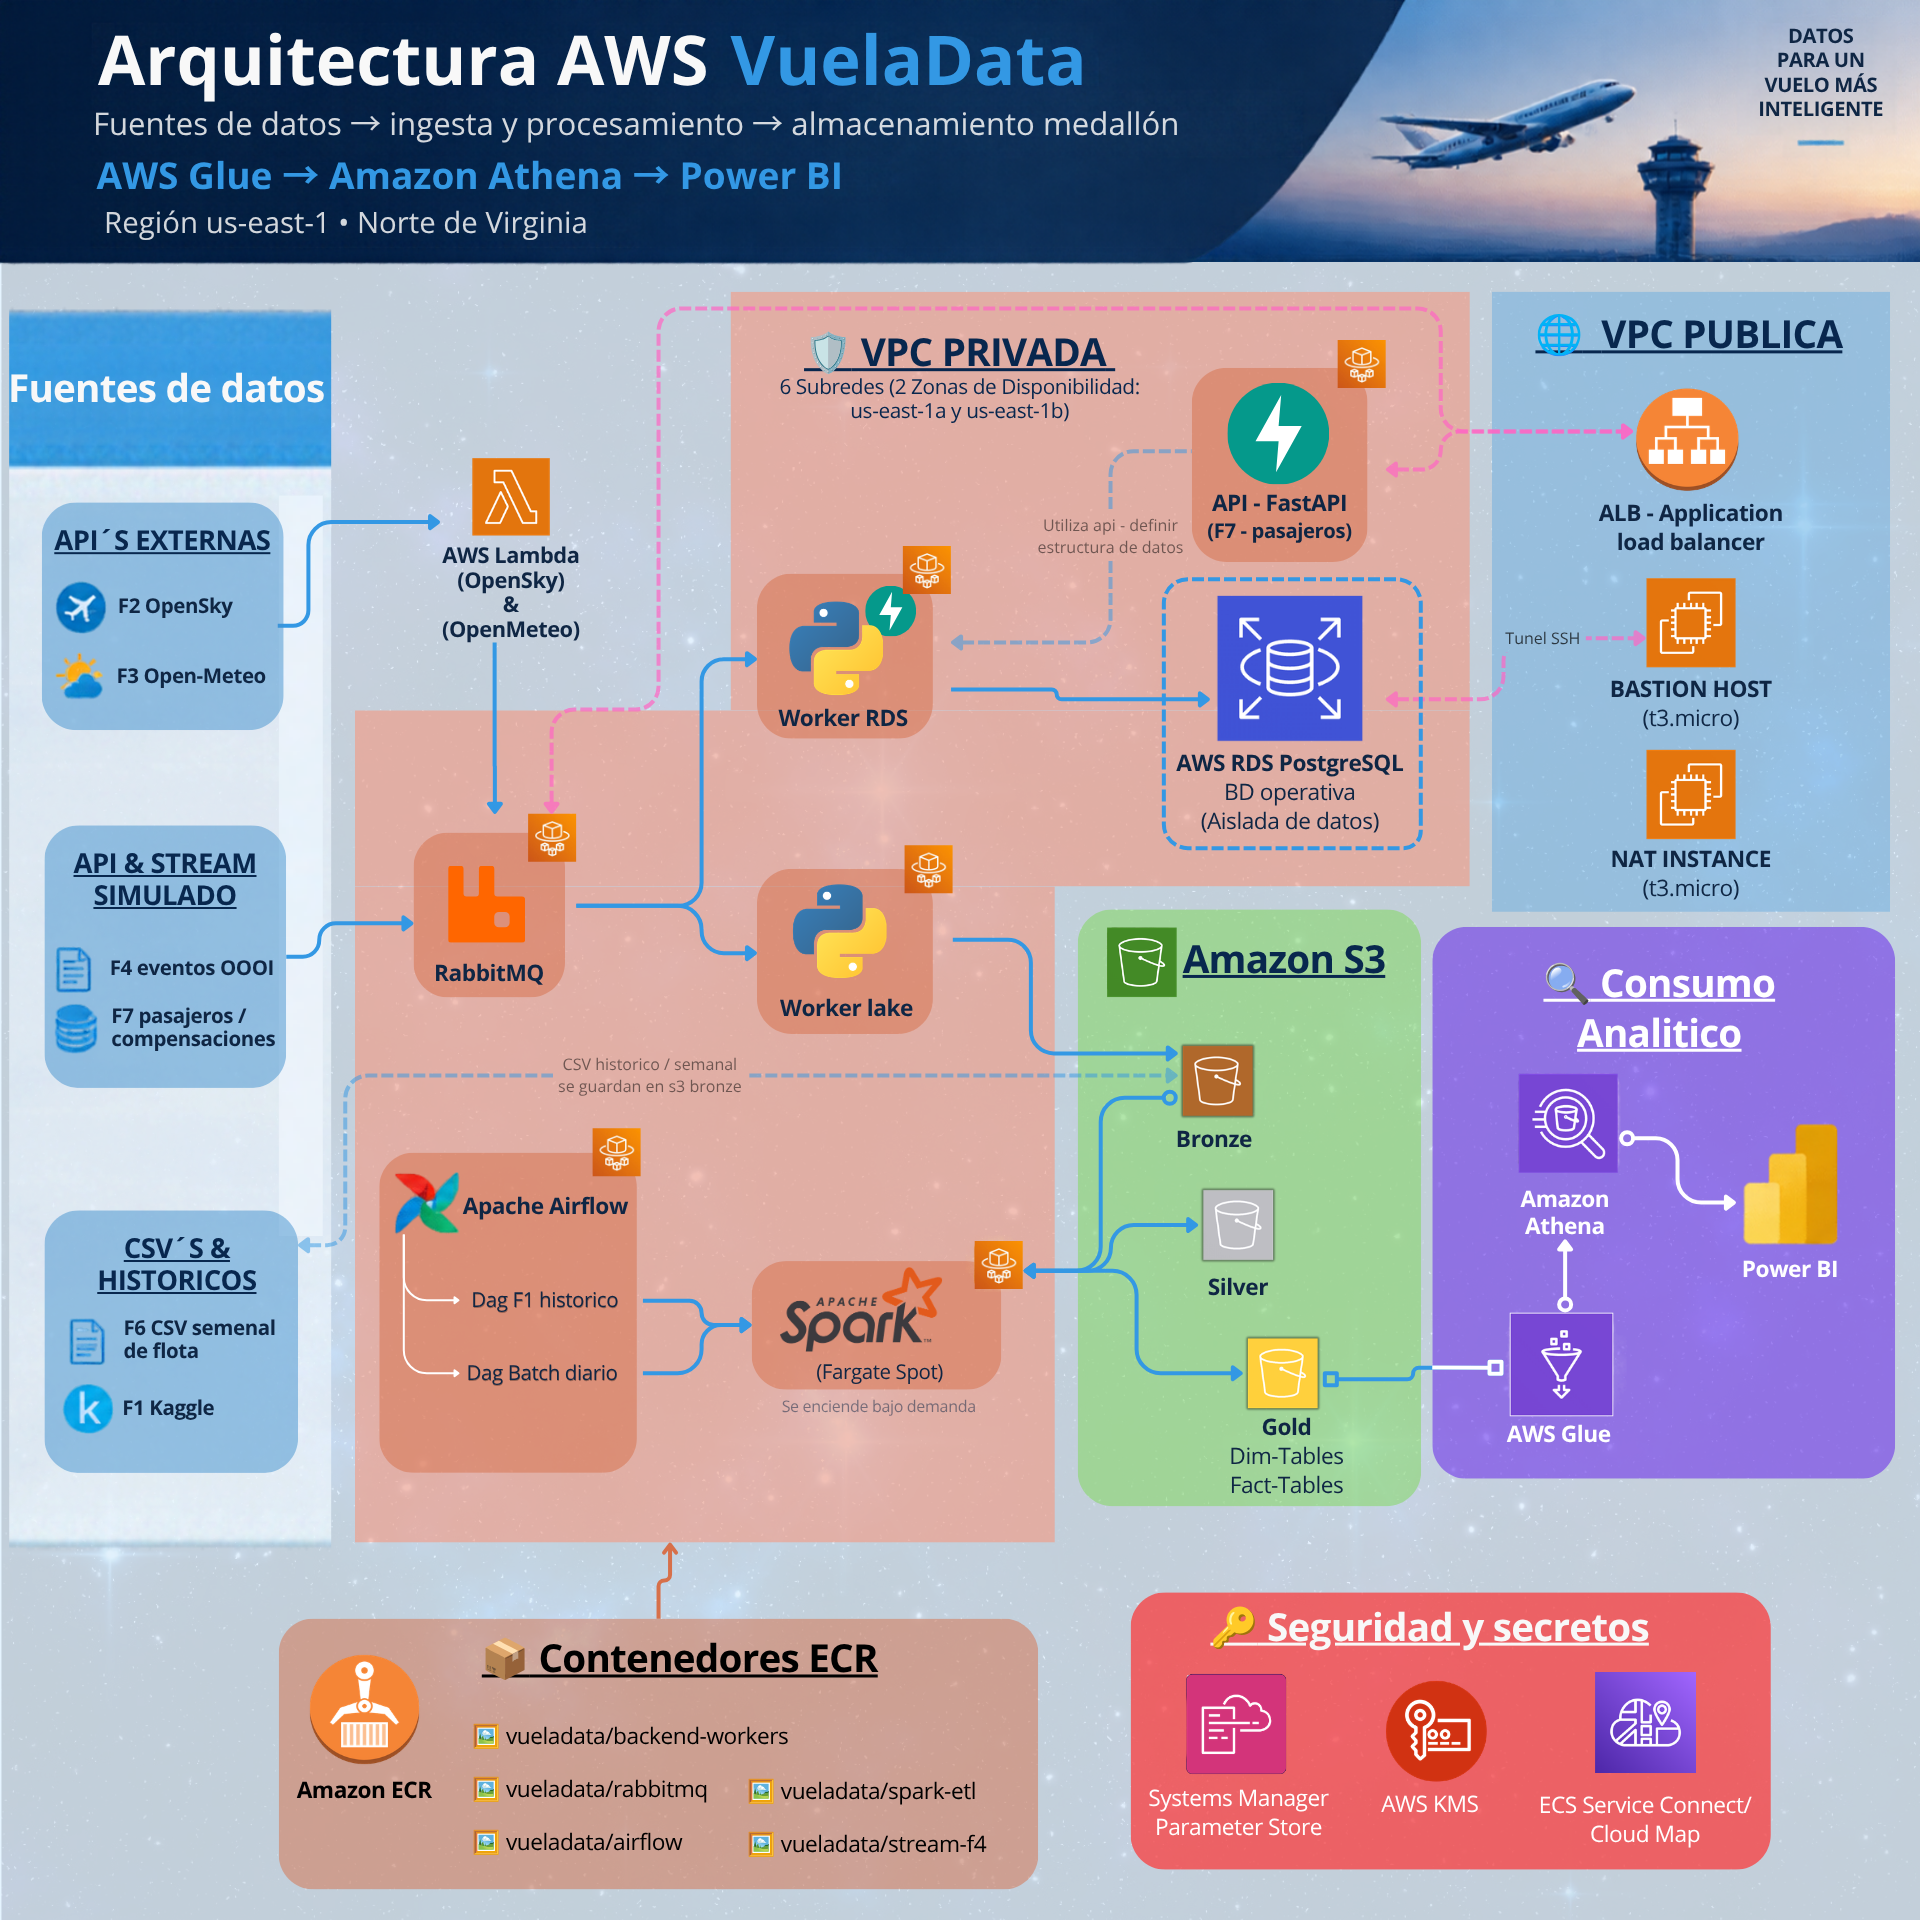 Arquitectura AWS VuelaData
Fuentes de datos → ingesta y procesamiento → almacenamiento medallón
AWS Glue → Amazon Athena → Power BI
Región us-east-1 • Norte de Virginia
DATOS
PARA UN
VUELO MÁS
INTELIGENTE
Fuentes de datos
API´S EXTERNAS
F2 OpenSky
F3 Open-Meteo
API & STREAM
SIMULADO
F4 eventos OOOI
F7 pasajeros /
compensaciones
CSV´S &
HISTORICOS
F6 CSV semenal
de flota
k
F1 Kaggle
AWS Lambda
(OpenSky)
&
(OpenMeteo)
VPC PRIVADA
6 Subredes (2 Zonas de Disponibilidad:
us-east-1a y us-east-1b)
API - FastAPI
(F7 - pasajeros)
Utiliza api - definir
estructura de datos
Worker RDS
AWS RDS PostgreSQL
BD operativa
(Aislada de datos)
RabbitMQ
Worker lake
CSV historico / semanal
se guardan en s3 bronze
Apache Airflow
Dag F1 historico
Dag Batch diario
APACHE
Spark™
(Fargate Spot)
Se enciende bajo demanda
VPC PUBLICA
ALB - Application
load balancer
Tunel SSH
BASTION HOST
(t3.micro)
NAT INSTANCE
(t3.micro)
Amazon S3
Bronze
Silver
Gold
Dim-Tables
Fact-Tables
Consumo
Analitico
Amazon
Athena
Power BI
AWS Glue
Contenedores ECR
Amazon ECR
vueladata/backend-workers
vueladata/rabbitmq
vueladata/spark-etl
vueladata/airflow
vueladata/stream-f4
Seguridad y secretos
Systems Manager
Parameter Store
AWS KMS
ECS Service Connect/
Cloud Map